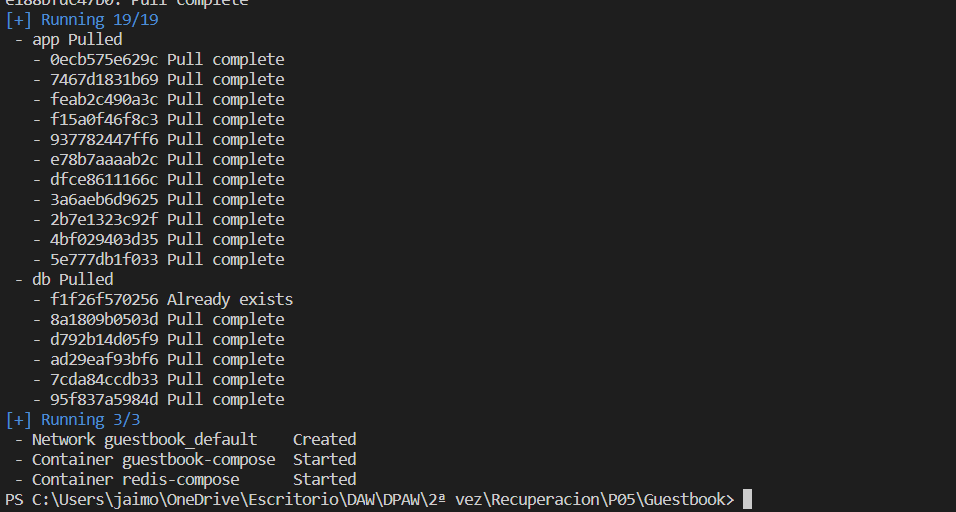 e188bfdc47b0: Pull complete
[+] Running 19/19
- app Pulled
- 0ecb575e629c Pull complete
- 7467d1831b69 Pull complete
- feab2c490a3c Pull complete
- f15a0f46f8c3 Pull complete
- 937782447ff6 Pull complete
- e78b7aaaab2c Pull complete
- dfce8611166c Pull complete
- 3a6aeb6d9625 Pull complete
- 2b7e1323c92f Pull complete
- 4bf029403d35 Pull complete
- 5e777db1f033 Pull complete
- db Pulled
- f1f26f570256 Already exists
- 8a1809b0503d Pull complete
- d792b14d05f9 Pull complete
- ad29eaf93bf6 Pull complete
- 7cda84ccdb33 Pull complete
- 95f837a5984d Pull complete
[+] Running 3/3
- Network guestbook_default    Created
- Container guestbook-compose  Started
- Container redis-compose      Started
PS C:\Users\jaimo\OneDrive\Escritorio\DAW\DPAW\2ª vez\Recuperacion\P05\Guestbook>